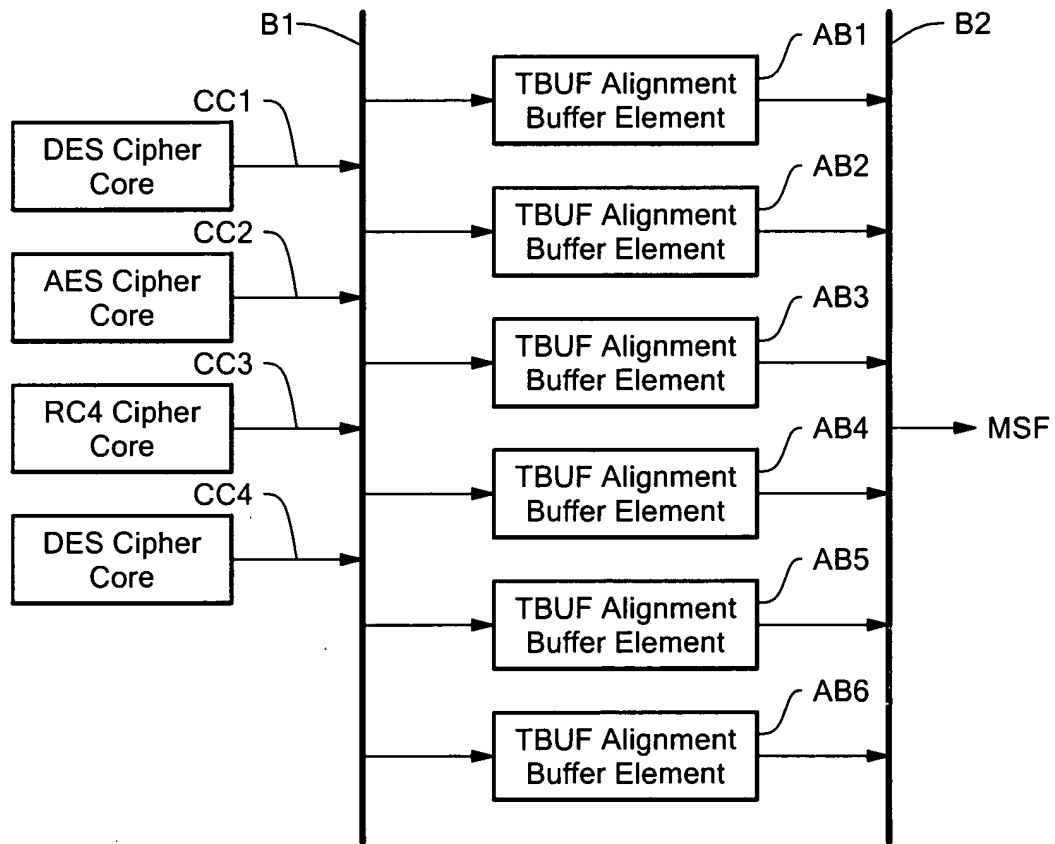 B1
B2
AB1
TBUF Alignment
Buffer Element
CC1
DES Cipher
Core
AB2
TBUF Alignment
Buffer Element
CC2
AES Cipher
Core
AB3
TBUF Alignment
Buffer Element
CC3
RC4 Cipher
Core
AB4
TBUF Alignment
Buffer Element
MSF
CC4
DES Cipher
Core
AB5
TBUF Alignment
Buffer Element
AB6
TBUF Alignment
Buffer Element